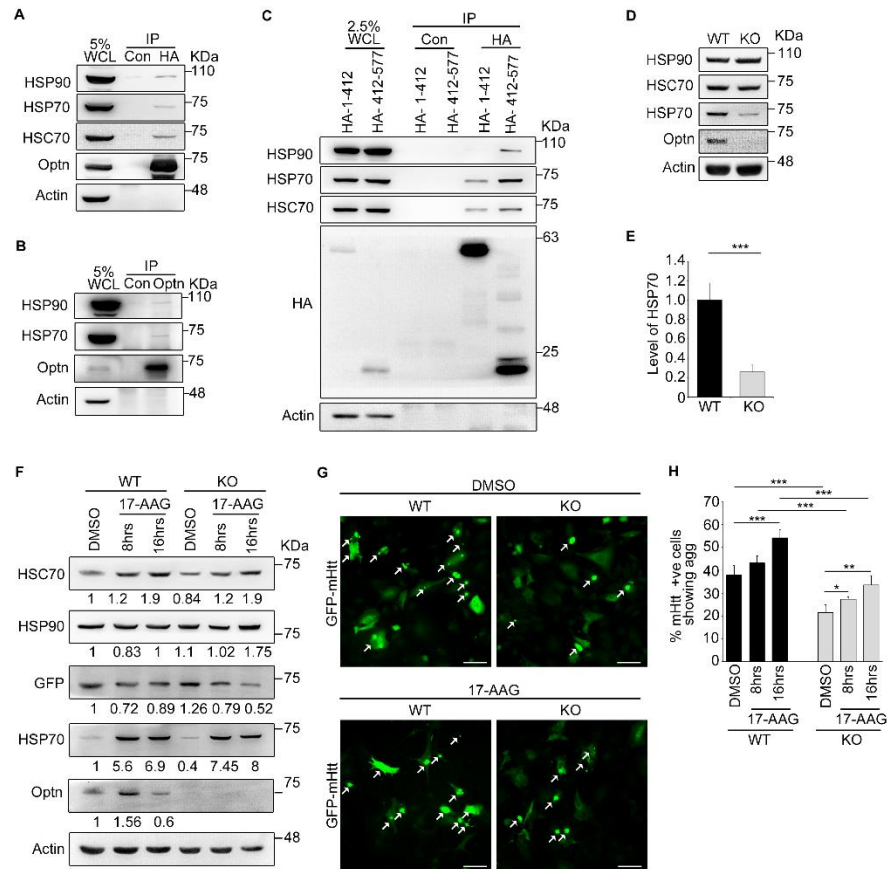 A
5% WCL
IP
Con HA KDa
HSP90
110
HSP70
75
HSC70
75
Optn
75
Actin
48
B
5% WCL
IP
Con Optn KDa
HSP90
110
HSP70
75
Optn
75
Actin
48
C
2.5% WCL
IP
Con
HA
HA-1-412
HA- 412-577
HA-1-412
HA- 412-577
HA-1-412
HA- 412-577
KDa
HSP90
110
HSP70
75
HSC70
75
HA
63
25
Actin
48
D
WT KO KDa
HSP90
110
HSC70
75
HSP70
75
Optn
75
Actin
48
E
***
Level of HSP70
1.4
1.2
1.0
0.8
0.6
0.4
0.2
0
WT
KO
F
WT KO
17-AAG 17-AAG
DMSO 8hrs 16hrs DMSO 8hrs 16hrs KDa
HSC70
75
1 1.2 1.9 0.84 1.2 1.9
HSP90
75
1 0.83 1 1.1 1.02 1.75
GFP
75
1 0.72 0.89 1.26 0.79 0.52
HSP70
75
1 5.6 6.9 0.4 7.45 8
Optn
75
1 1.56 0.6
Actin
48
G
DMSO
WT KO
GFP-mHtt
17-AAG
WT KO
GFP-mHtt
H
***
***
***
***
**
*
% mHtt +ve cells
showing agg
70
60
50
40
30
20
10
0
DMSO 8hrs 16hrs DMSO 8hrs 16hrs
17-AAG 17-AAG
WT KO